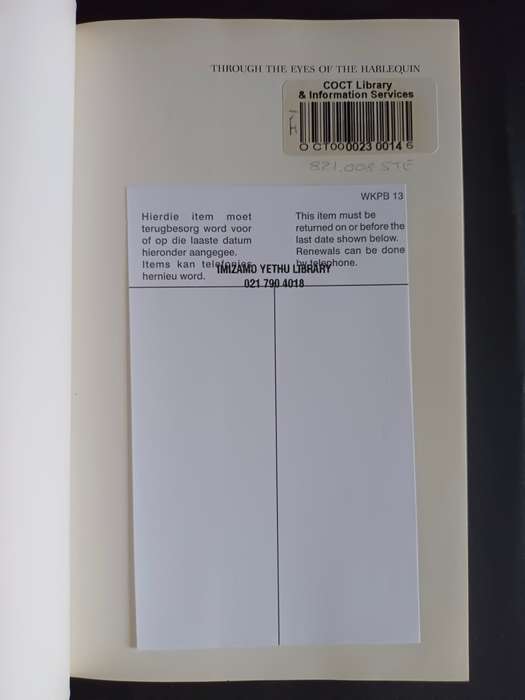 THROUGH THE EYES OF THE HARLEQUIN
COCT Library
& Information Services
O CT000023 0014 6
821.008 STE
WKPB 13
Hierdie item moet
terugbesorg word voor
of op die laaste datum
hieronder aangegee.
Items kan telefonies
hernieu word.
This item must be
returned on or before the
last date shown below.
Renewals can be done
by telephone.
IMIZAMO YETHU LIBRARY
021 790 4018